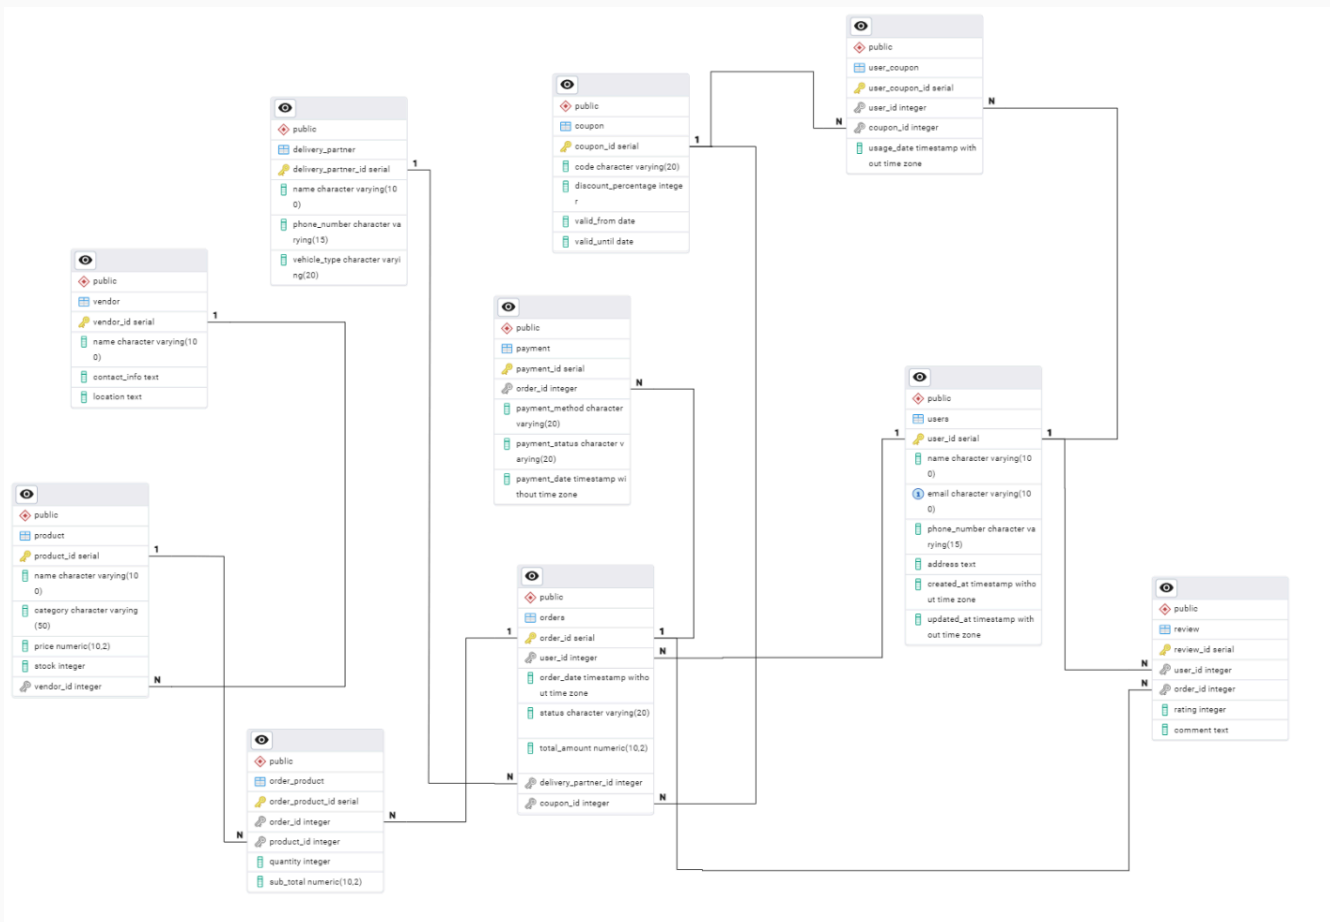 public
user_coupon
user_coupon_id serial
user_id integer
N
coupon_id integer
N
usage_date timestamp with
out time zone
public
coupon
coupon_id serial
1
code character varying(20)
discount_percentage intege
r
valid_from date
valid_until date
public
delivery_partner
delivery_partner_id serial
1
name character varying(10
0)
phone_number character va
rying(15)
vehicle_type character varyi
ng(20)
public
vendor
vendor_id serial
1
name character varying(10
0)
contact_info text
location text
public
payment
payment_id serial
order_id integer
N
payment_method character
varying(20)
payment_status character v
arying(20)
payment_date timestamp wi
thout time zone
public
users
1
user_id serial
1
name character varying(10
0)
1
email character varying(10
0)
phone_number character va
rying(15)
address text
created_at timestamp witho
ut time zone
updated_at timestamp with
out time zone
public
product
product_id serial
1
name character varying(10
0)
category character varying
(50)
price numeric(10,2)
stock integer
vendor_id integer
N
public
orders
1
order_id serial
1
user_id integer
N
order_date timestamp witho
ut time zone
status character varying(20)
total_amount numeric(10,2)
N
delivery_partner_id integer
coupon_id integer
N
public
review
review_id serial
N
user_id integer
N
order_id integer
rating integer
comment text
public
order_product
order_product_id serial
order_id integer
N
N
product_id integer
quantity integer
sub_total numeric(10,2)